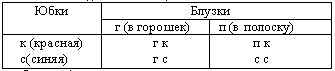 Юбки Блузки
г (в горошек) п (в полоску)
к (красная) г к п к
с(синяя) г с с с